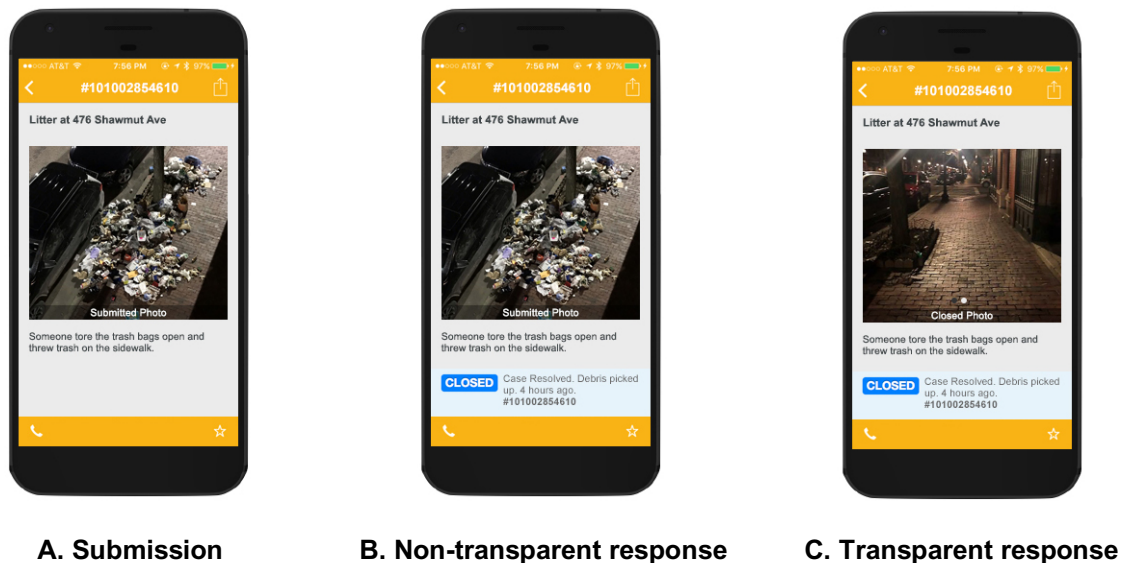 ●●○○○ AT&T 7:56 PM 97%
#101002854610
Litter at 476 Shawmut Ave
Submitted Photo
Someone tore the trash bags open and
threw trash on the sidewalk.
A. Submission
●●○○○ AT&T 7:56 PM 97%
#101002854610
Litter at 476 Shawmut Ave
Submitted Photo
Someone tore the trash bags open and
threw trash on the sidewalk.
CLOSED Case Resolved. Debris picked
up. 4 hours ago.
#101002854610
B. Non-transparent response
●●○○○ AT&T 7:56 PM 97%
#101002854610
Litter at 476 Shawmut Ave
Closed Photo
Someone tore the trash bags open and
threw trash on the sidewalk.
CLOSED Case Resolved. Debris picked
up. 4 hours ago.
#101002854610
C. Transparent response